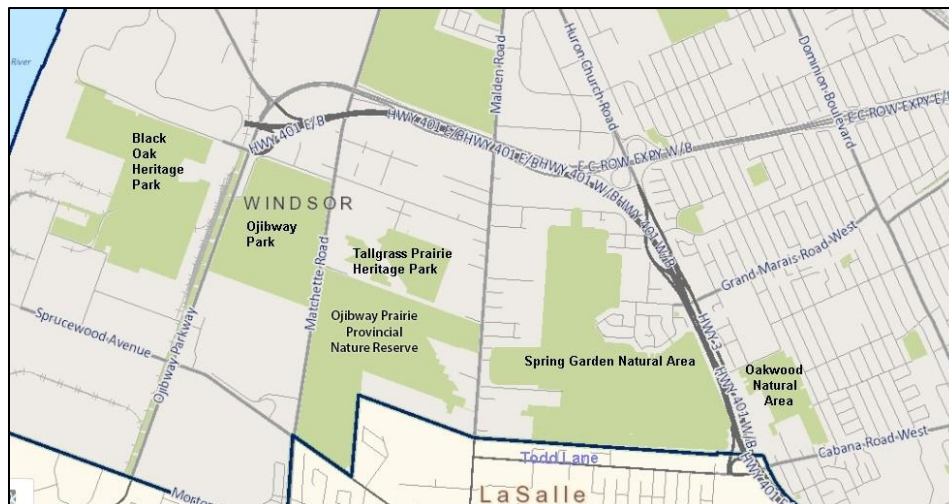 River
Black
Oak
Heritage
Park
HWY 401 E/B
WINDSOR
Ojibway
Park
Matchette Road
Tallgrass Prairie
Heritage Park
Ojibway Prairie
Provincial
Nature Reserve
Sprucewood-Avenue
Ojibway-Parkway
Malden Road
Huron-Church-Road
Dominion-Boulevard
HWY 401 E/B
HWY 401 E/B
HWY 401 W/B
HWY-401-W/B
E C ROW EXPY W/B
E C ROW EXPY E/B
Grand-Marais-Road-West
HWY-3
HWY-401-W/B
Spring Garden Natural Area
Oakwood
Natural
Area
Cabana-Road-West
Todd Lane
LaSalle